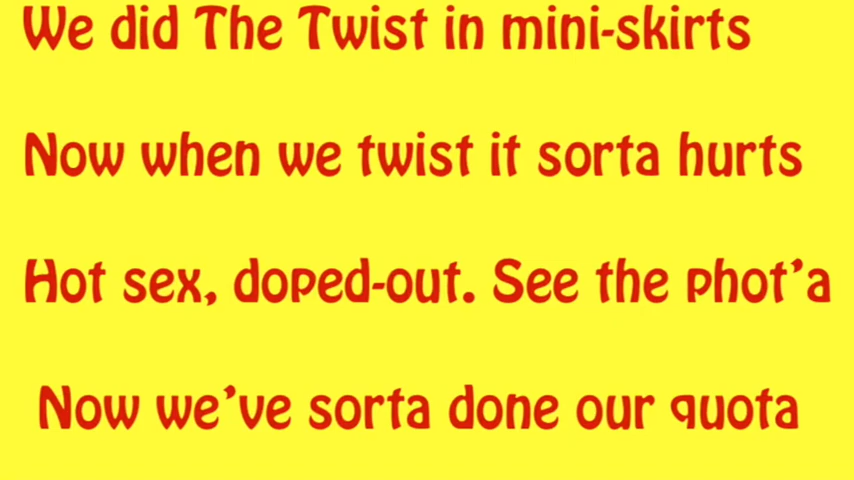 We did The Twist in mini-skirts
Now when we twist it sorta hurts
Hot sex, doped-out. See the phot'a
Now we've sorta done our quota